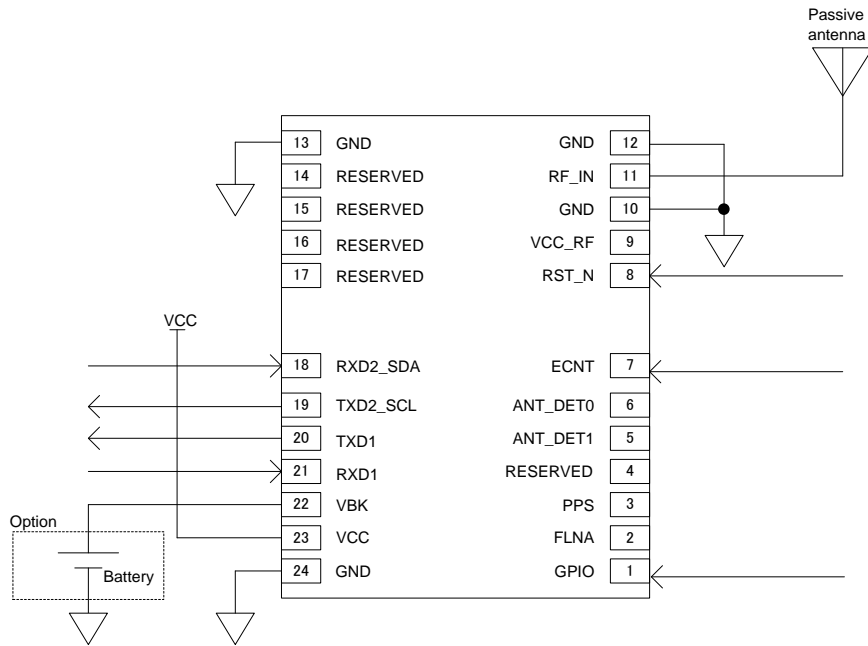 Passive
antenna
13 GND
GND 12
14 RESERVED
RF_IN 11
15 RESERVED
GND 10
16 RESERVED
VCC_RF 9
17 RESERVED
RST_N 8
VCC
18 RXD2_SDA
ECNT 7
19 TXD2_SCL
ANT_DET0 6
20 TXD1
ANT_DET1 5
21 RXD1
RESERVED 4
22 VBK
PPS 3
Option
23 VCC
FLNA 2
Battery
24 GND
GPIO 1